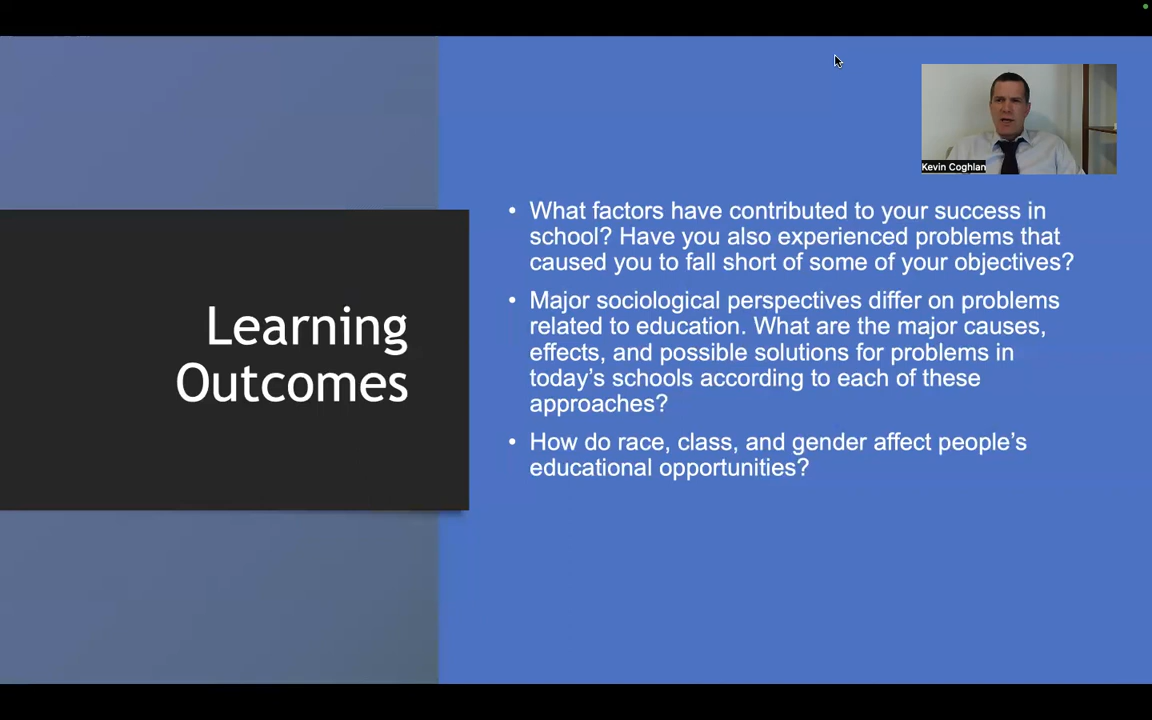 Learning
Outcomes
Kevin Coghlan
• What factors have contributed to your success in
school? Have you also experienced problems that
caused you to fall short of some of your objectives?
• Major sociological perspectives differ on problems
related to education. What are the major causes,
effects, and possible solutions for problems in
today’s schools according to each of these
approaches?
• How do race, class, and gender affect people’s
educational opportunities?